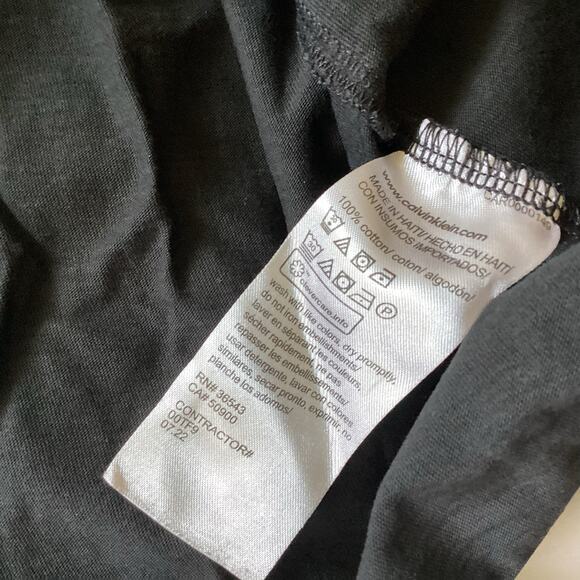 www.calvinklein.com
MADE IN HAITI/HECHO EN HAITI
CON INSUMOS IMPORTADOS/
100% cotton/ coton/ algodón/
30
30
P
clevercare.info
wash with like colors, dry promptly,
do not iron embellishments/
laver en séparant les couleurs,
sécher rapidement, ne pas
repasser les embellissements/
usar detergente, lavar con colores
similares, secar pronto, exprimir, no
planche los adornos/
RN# 36543
CA# 50900
CONTRACTOR#
00TF9
07.22